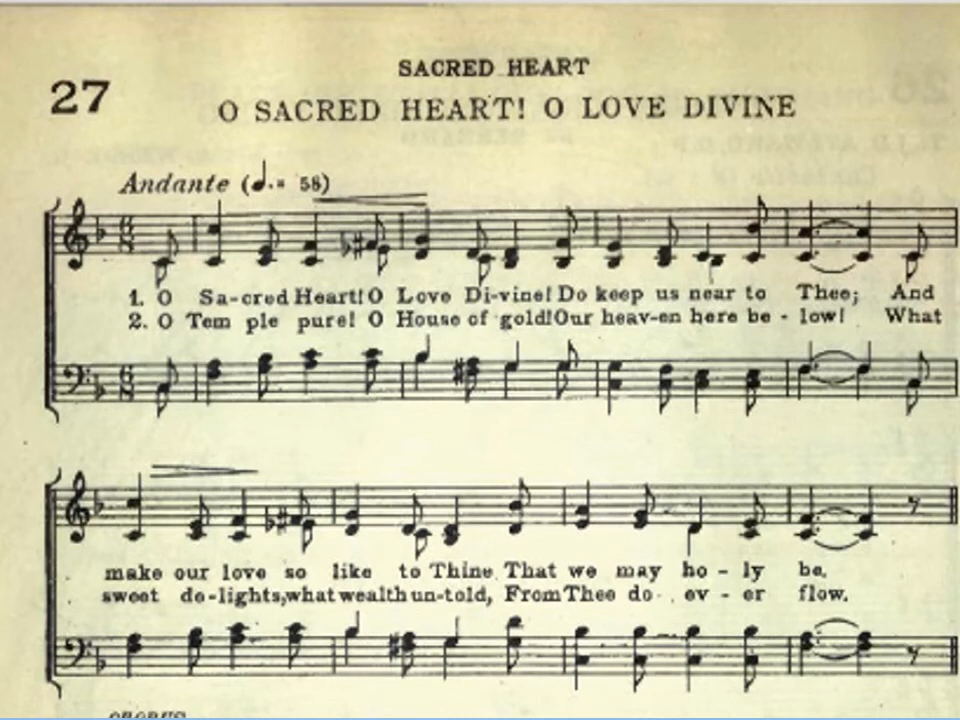 SACRED HEART
27
O SACRED HEART! O LOVE DIVINE
Andante (♩. = 58)
1. O Sa-cred Heart! O Love Di-vine! Do keep us near to Thee; And
2. O Tem ple pure! O House of gold! Our heav-en here be - low! What
make our love so like to Thine That we may ho - ly be.
sweet de-lights, what wealth un-told, From Thee do ev - er flow.
CHORUS